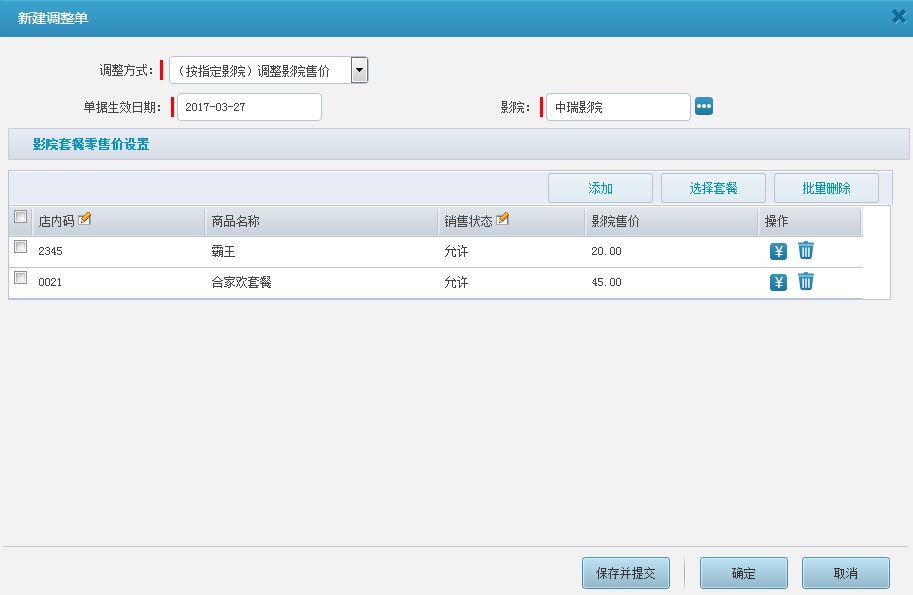 新建调整单
调整方式： （按指定影院）调整影院售价
单据生效日期： 2017-03-27 影院： 中瑞影院
影院套餐零售价设置
添加 选择套餐 批量删除
店内码 商品名称 销售状态 影院售价 操作
2345 霸王 允许 20.00 ¥
0021 合家欢套餐 允许 45.00 ¥
保存并提交 确定 取消